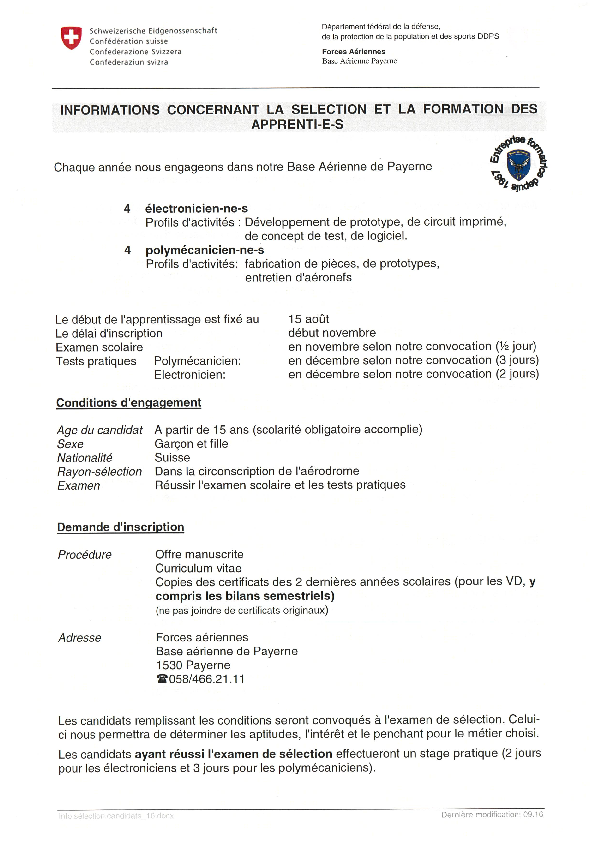 Schweizerische Eidgenossenschaft
Confédération suisse
Confederazione Svizzera
Confederaziun svizra
Département fédéral de la défense,
de la protection de la population et des sports DDPS
Forces Aériennes
Base Aérienne Payerne
INFORMATIONS CONCERNANT LA SELECTION ET LA FORMATION DES
APPRENTI-E-S
Entreprise formatrice depuis 1967
Chaque année nous engageons dans notre Base Aérienne de Payerne
4 électronicien-ne-s
Profils d'activités : Développement de prototype, de circuit imprimé,
de concept de test, de logiciel.
4 polymécanicien-ne-s
Profils d'activités: fabrication de pièces, de prototypes,
entretien d'aéronefs
Le début de l'apprentissage est fixé au 15 août
Le délai d'inscription début novembre
Examen scolaire en novembre selon notre convocation (½ jour)
Tests pratiques Polymécanicien: en décembre selon notre convocation (3 jours)
Electronicien: en décembre selon notre convocation (2 jours)
Conditions d'engagement
Age du candidat A partir de 15 ans (scolarité obligatoire accomplie)
Sexe Garçon et fille
Nationalité Suisse
Rayon-sélection Dans la circonscription de l'aérodrome
Examen Réussir l'examen scolaire et les tests pratiques
Demande d'inscription
Procédure Offre manuscrite
Curriculum vitae
Copies des certificats des 2 dernières années scolaires (pour les VD, y
compris les bilans semestriels)
(ne pas joindre de certificats originaux)
Adresse Forces aériennes
Base aérienne de Payerne
1530 Payerne
☎058/466.21.11
Les candidats remplissant les conditions seront convoqués à l'examen de sélection. Celui-
ci nous permettra de déterminer les aptitudes, l'intérêt et le penchant pour le métier choisi.
Les candidats ayant réussi l'examen de sélection effectueront un stage pratique (2 jours
pour les électroniciens et 3 jours pour les polymécaniciens).
Info sélection candidats_16.docx
Dernière modification: 09.16